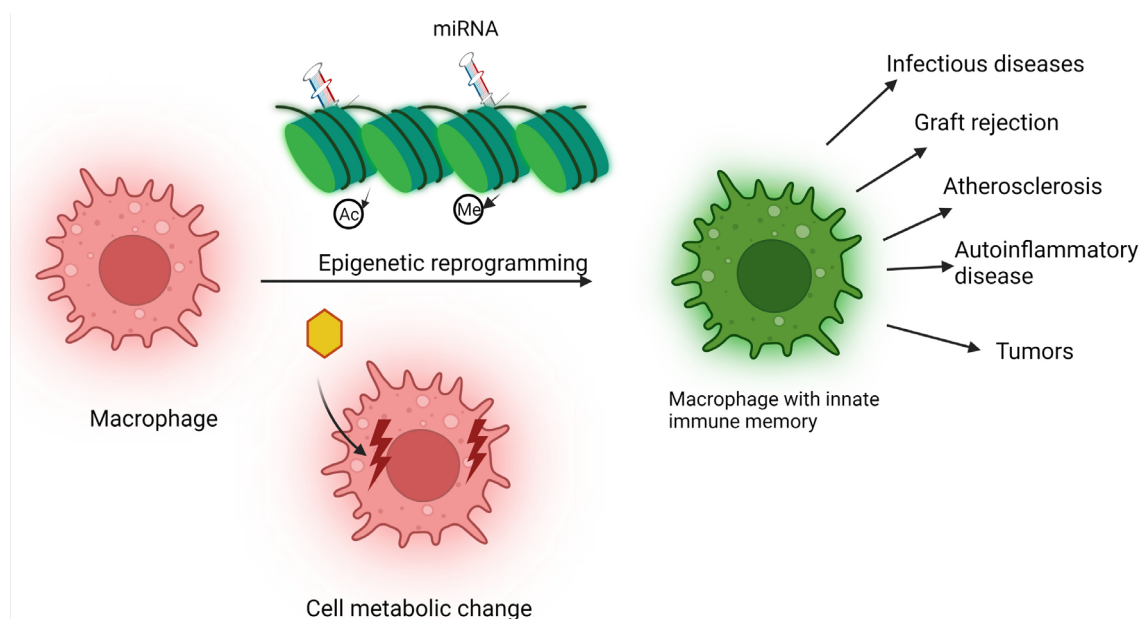 miRNA
Ac
Me
Epigenetic reprogramming
Macrophage
Cell metabolic change
Macrophage with innate
immune memory
Infectious diseases
Graft rejection
Atherosclerosis
Autoinflammatory
disease
Tumors